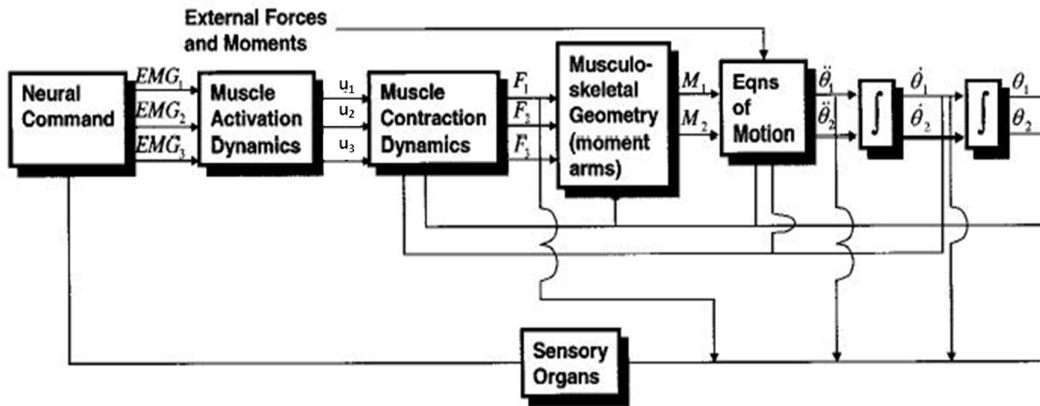 External Forces
and Moments
Neural
Command
EMG₁
EMG₂
EMG₃
Muscle
Activation
Dynamics
u₁
u₂
u₃
Muscle
Contraction
Dynamics
F₁
F₂
F₃
Musculo-
skeletal
Geometry
(moment
arms)
M₁
M₂
Eqns
of
Motion
θ̈₁
θ̈₂
∫
θ̇₁
θ̇₂
∫
θ₁
θ₂
Sensory
Organs